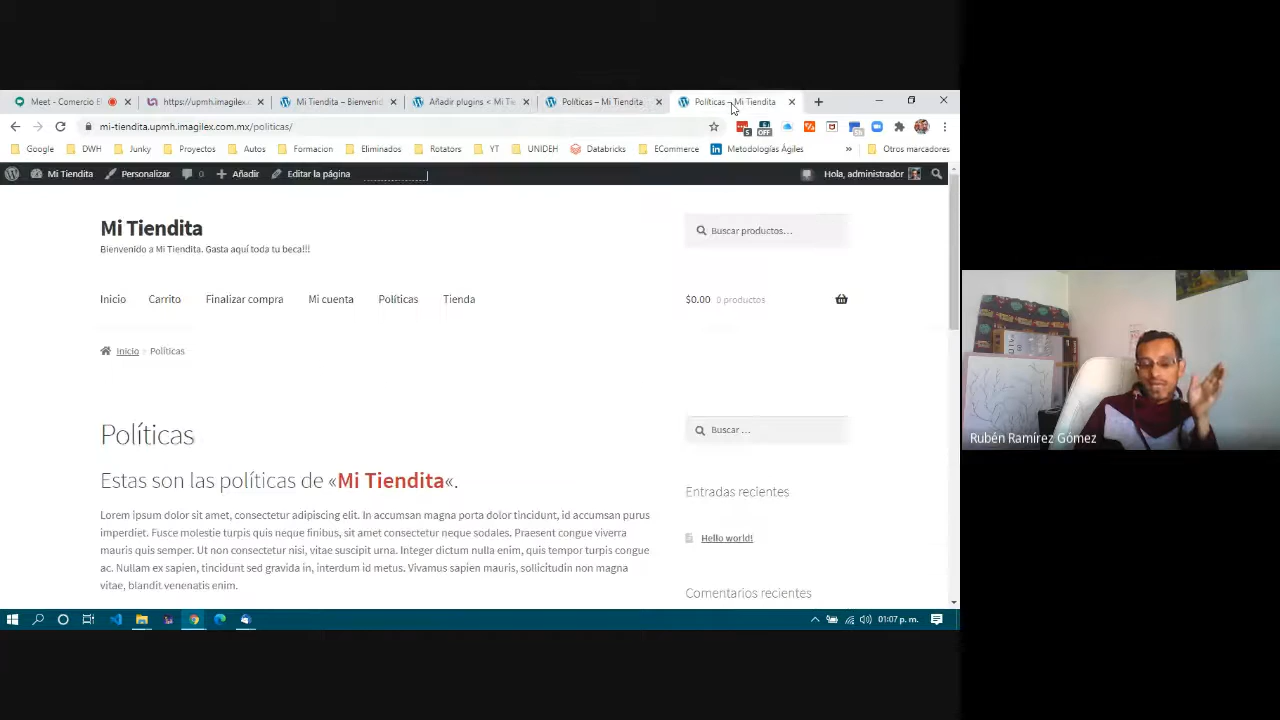 Meet - Comercio El
https://upmh.imagilex.
Mi Tiendita – Bienvenid
Añadir plugins < Mi Tie
Políticas – Mi Tiendita
Políticas – Mi Tiendita
mi-tiendita.upmh.imagilex.com.mx/politicas/
5
OFF
Google
DWH
Junky
Proyectos
Autos
Formacion
Eliminados
Rotators
YT
UNIDEH
Databricks
ECommerce
Metodologías Ágiles
»
Otros marcadores
Mi Tiendita
Personalizar
0
Añadir
Editar la página
Hola, administrador
Mi Tiendita
Bienvenido a Mi Tiendita. Gasta aquí toda tu beca!!!
Buscar productos...
Inicio
Carrito
Finalizar compra
Mi cuenta
Políticas
Tienda
$0.00 0 productos
Inicio
Políticas
Políticas
Buscar ...
Estas son las políticas de «Mi Tiendita«.
Lorem ipsum dolor sit amet, consectetur adipiscing elit. In accumsan magna porta dolor tincidunt, id accumsan purus
imperdiet. Fusce molestie turpis quis neque finibus, sit amet consectetur neque sodales. Praesent congue viverra
mauris quis semper. Ut non consectetur nisi, vitae suscipit urna. Integer dictum nulla enim, quis tempor turpis congue
ac. Nullam ex sapien, tincidunt sed gravida in, interdum id metus. Vivamus sapien mauris, sollicitudin non magna
vitae, blandit venenatis enim.
Entradas recientes
Hello world!
Comentarios recientes
01:07 p. m.
Rubén Ramírez Gómez